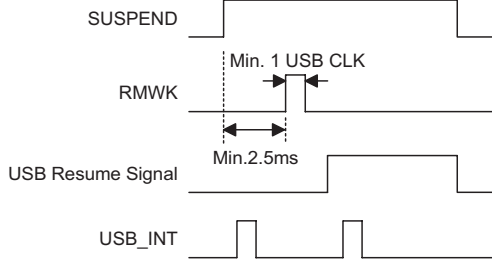 SUSPEND
Min. 1 USB CLK
RMWK
Min.2.5ms
USB Resume Signal
USB_INT